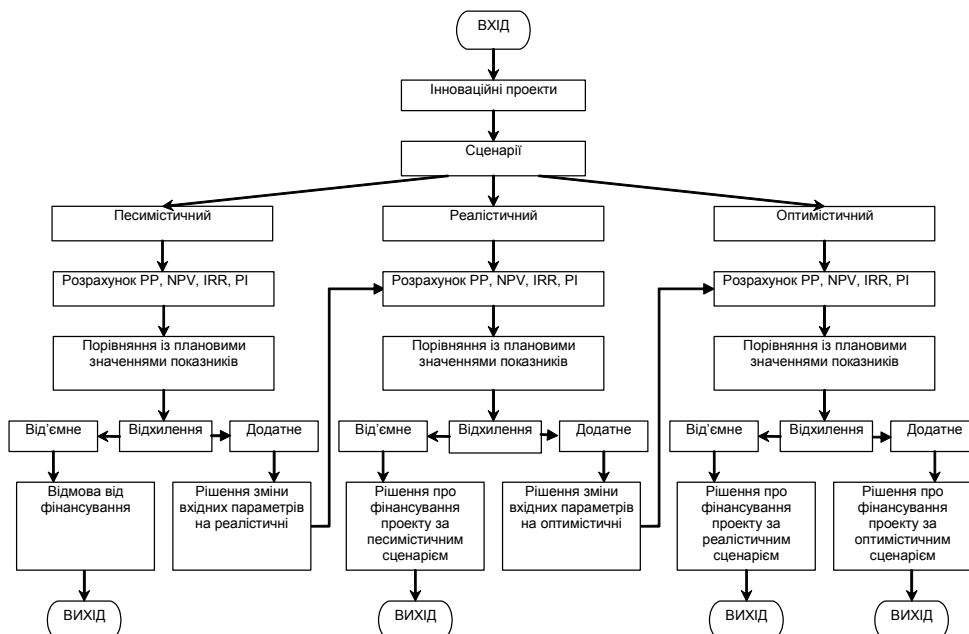 ВХІД
Інноваційні проекти
Сценарії
Песимістичний
Реалістичний
Оптимістичний
Розрахунок PP, NPV, IRR, PI
Розрахунок PP, NPV, IRR, PI
Розрахунок PP, NPV, IRR, PI
Порівняння із плановими
значеннями показників
Порівняння із плановими
значеннями показників
Порівняння із плановими
значеннями показників
Від’ємне
Відхилення
Додатне
Від’ємне
Відхилення
Додатне
Від’ємне
Відхилення
Додатне
Відмова від
фінансування
Рішення зміни
вхідних параметрів
на реалістичні
Рішення про
фінансування
проекту за
песимістичним
сценарієм
Рішення зміни
вхідних параметрів
на оптимістичні
Рішення про
фінансування
проекту за
реалістичним
сценарієм
Рішення про
фінансування
проекту за
оптимістичним
сценарієм
ВИХІД
ВИХІД
ВИХІД
ВИХІД